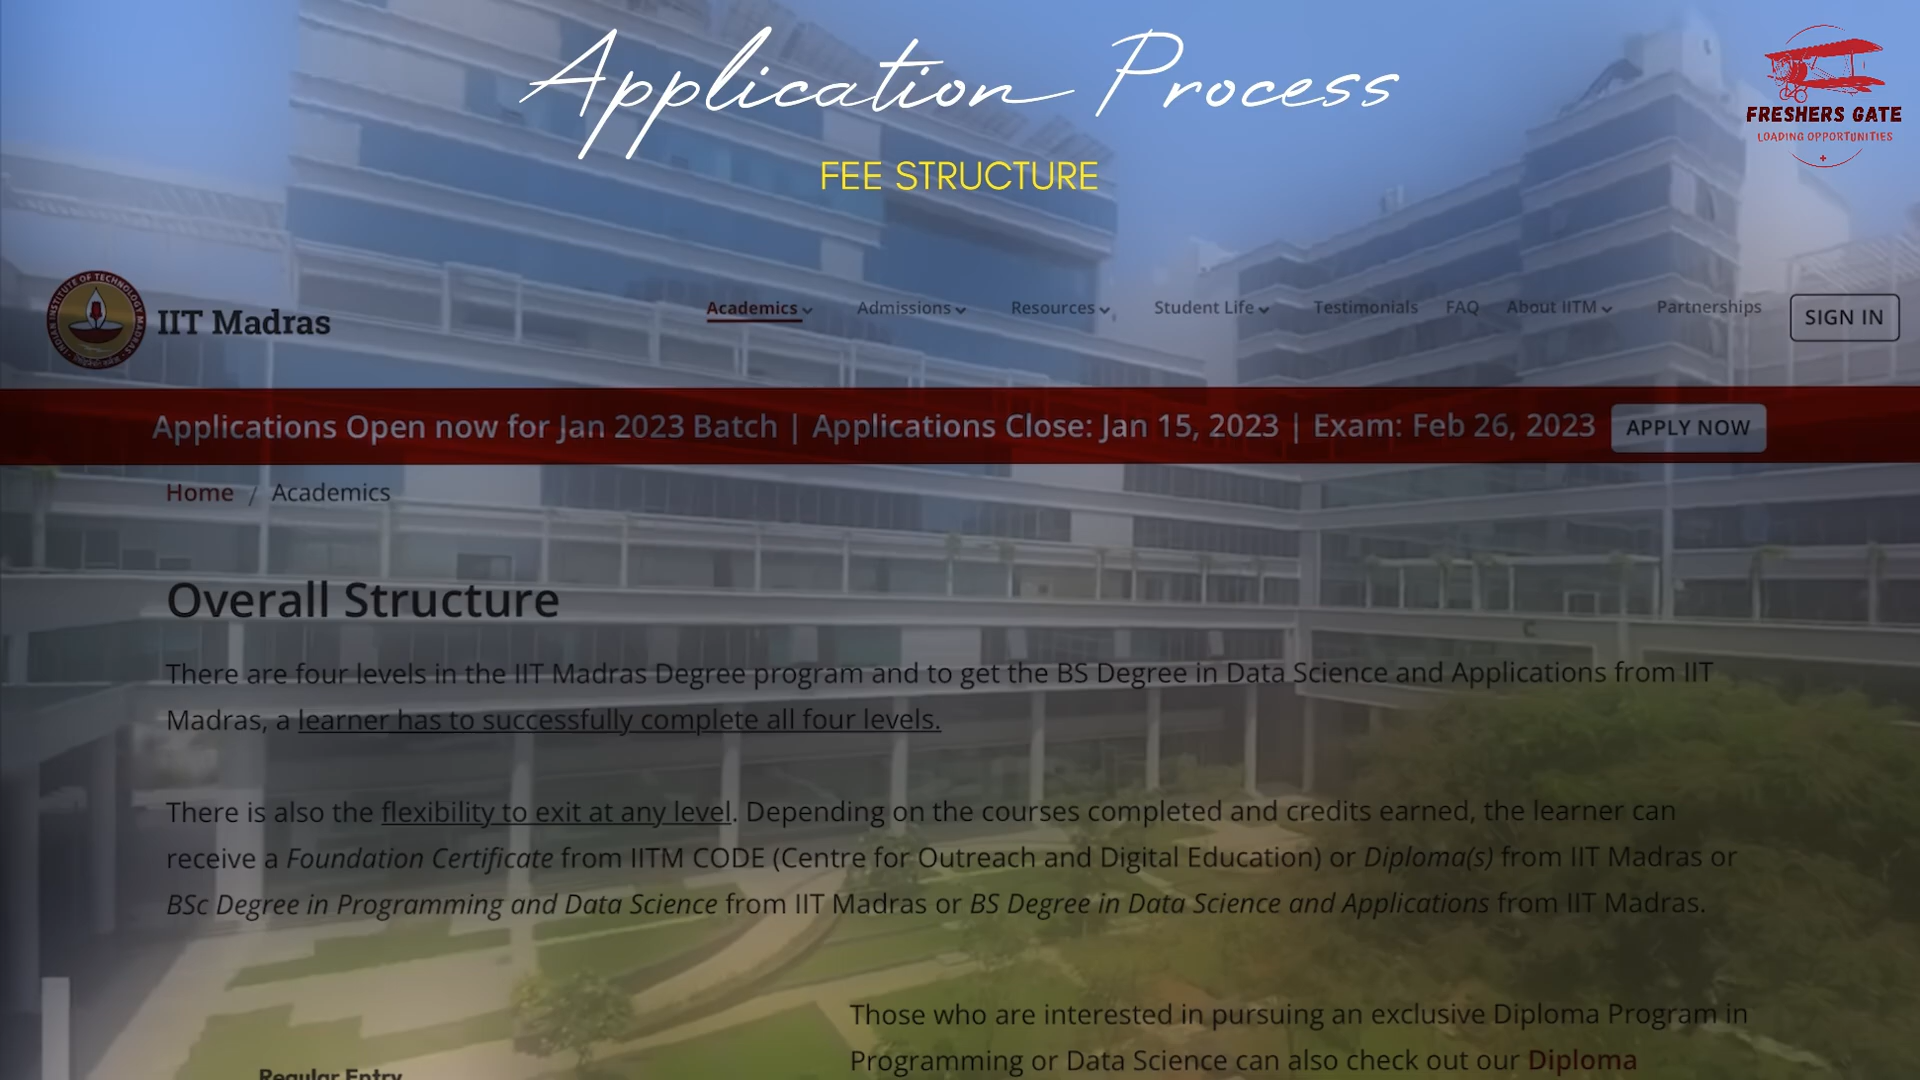 Application Process
FEE STRUCTURE
FRESHERS GATE
LOADING OPPORTUNITIES
INDIAN INSTITUTE OF TECHNOLOGY MADRAS
IIT Madras
Academics
Admissions
Resources
Student Life
Testimonials
FAQ
About IITM
Partnerships
SIGN IN
Applications Open now for Jan 2023 Batch | Applications Close: Jan 15, 2023 | Exam: Feb 26, 2023
APPLY NOW
Home / Academics
Overall Structure
There are four levels in the IIT Madras Degree program and to get the BS Degree in Data Science and Applications from IIT
Madras, a learner has to successfully complete all four levels.
There is also the flexibility to exit at any level. Depending on the courses completed and credits earned, the learner can
receive a Foundation Certificate from IITM CODE (Centre for Outreach and Digital Education) or Diploma(s) from IIT Madras or
BSc Degree in Programming and Data Science from IIT Madras or BS Degree in Data Science and Applications from IIT Madras.
Those who are interested in pursuing an exclusive Diploma Program in
Programming or Data Science can also check out our Diploma
Regular Entry